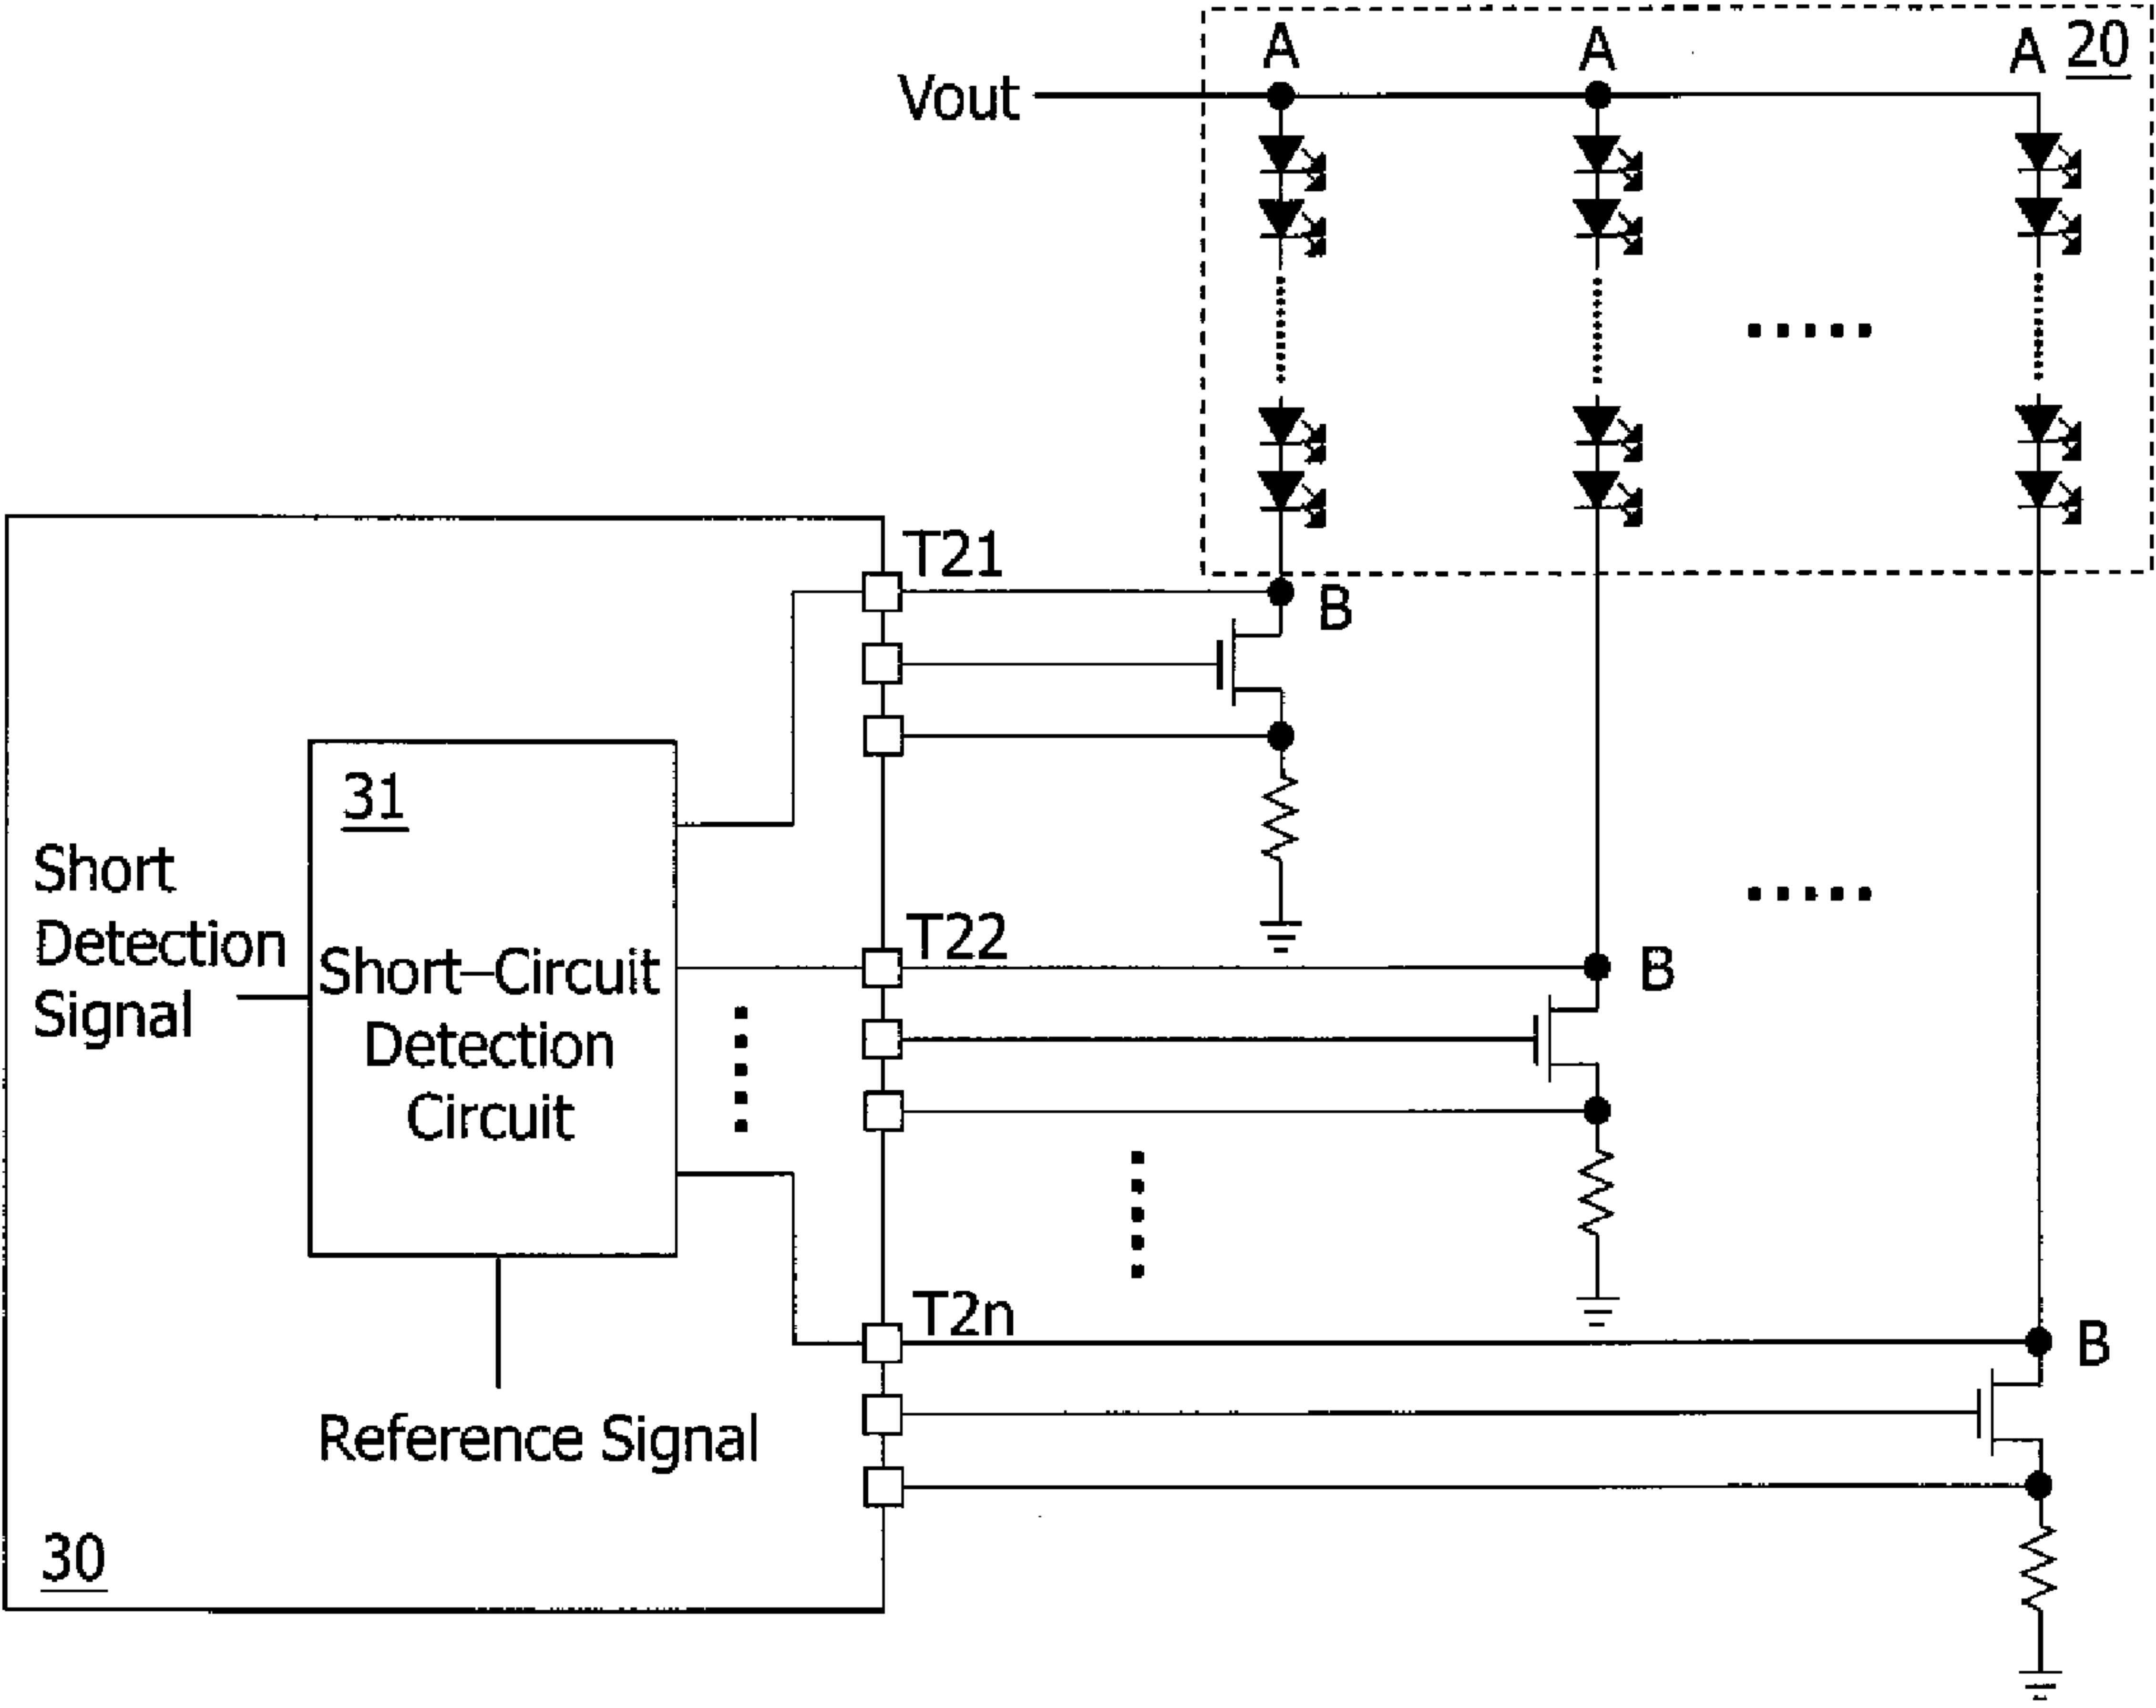 A
A
A
20
Vout
T21
B
31
Short
Detection
Signal
Short-Circuit
Detection
Circuit
T22
B
T2n
B
Reference Signal
30